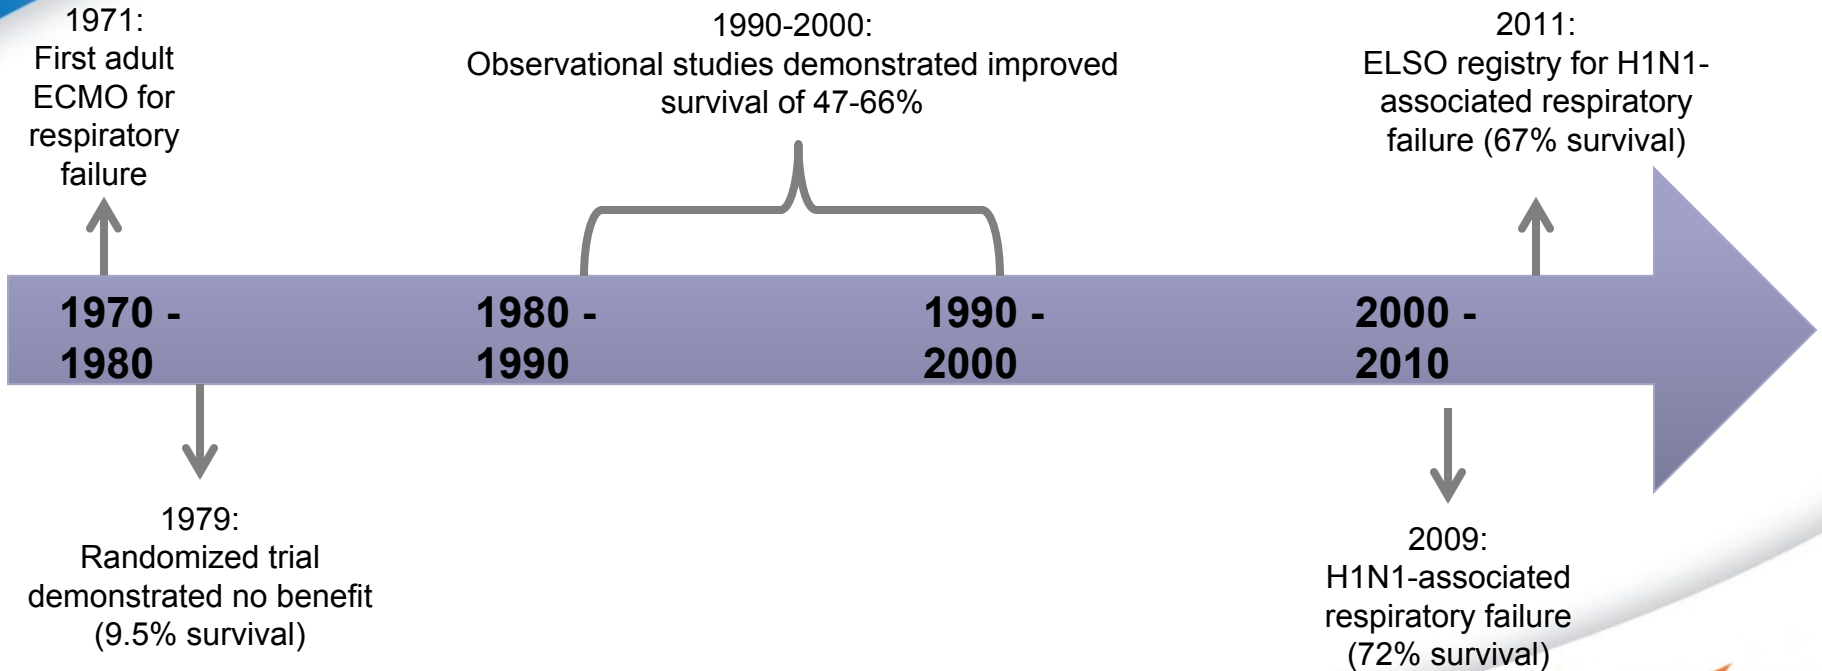 1971:
First adult
ECMO for
respiratory
failure
1990-2000:
Observational studies demonstrated improved
survival of 47-66%
2011:
ELSO registry for H1N1-
associated respiratory
failure (67% survival)
1970 -
1980
1980 -
1990
1990 -
2000
2000 -
2010
1979:
Randomized trial
demonstrated no benefit
(9.5% survival)
2009:
H1N1-associated
respiratory failure
(72% survival)